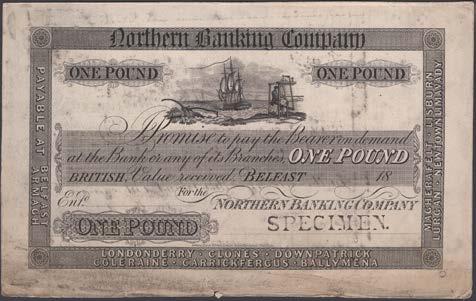 Northern Banking Company
ONE POUND
ONE POUND
Promise to pay the Bearer on demand
at the Bank or any of its Branches ONE POUND
BRITISH Value received BELFAST 18
For the
NORTHERN BANKING COMPANY
Entd
ONE POUND
SPECIMEN.
PAYABLE AT BELFAST
ARMAGH
MAGHERAFELT · LISBURN
LURGAN · NEWTOWNLIMAVADY
LONDONDERRY · CLONES · DOWNPATRICK
COLERAINE · CARRICKFERGUS · BALLYMENA